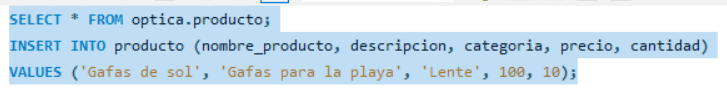 SELECT * FROM optica.producto;
INSERT INTO producto (nombre_producto, descripcion, categoria, precio, cantidad)
VALUES ('Gafas de sol', 'Gafas para la playa', 'Lente', 100, 10);